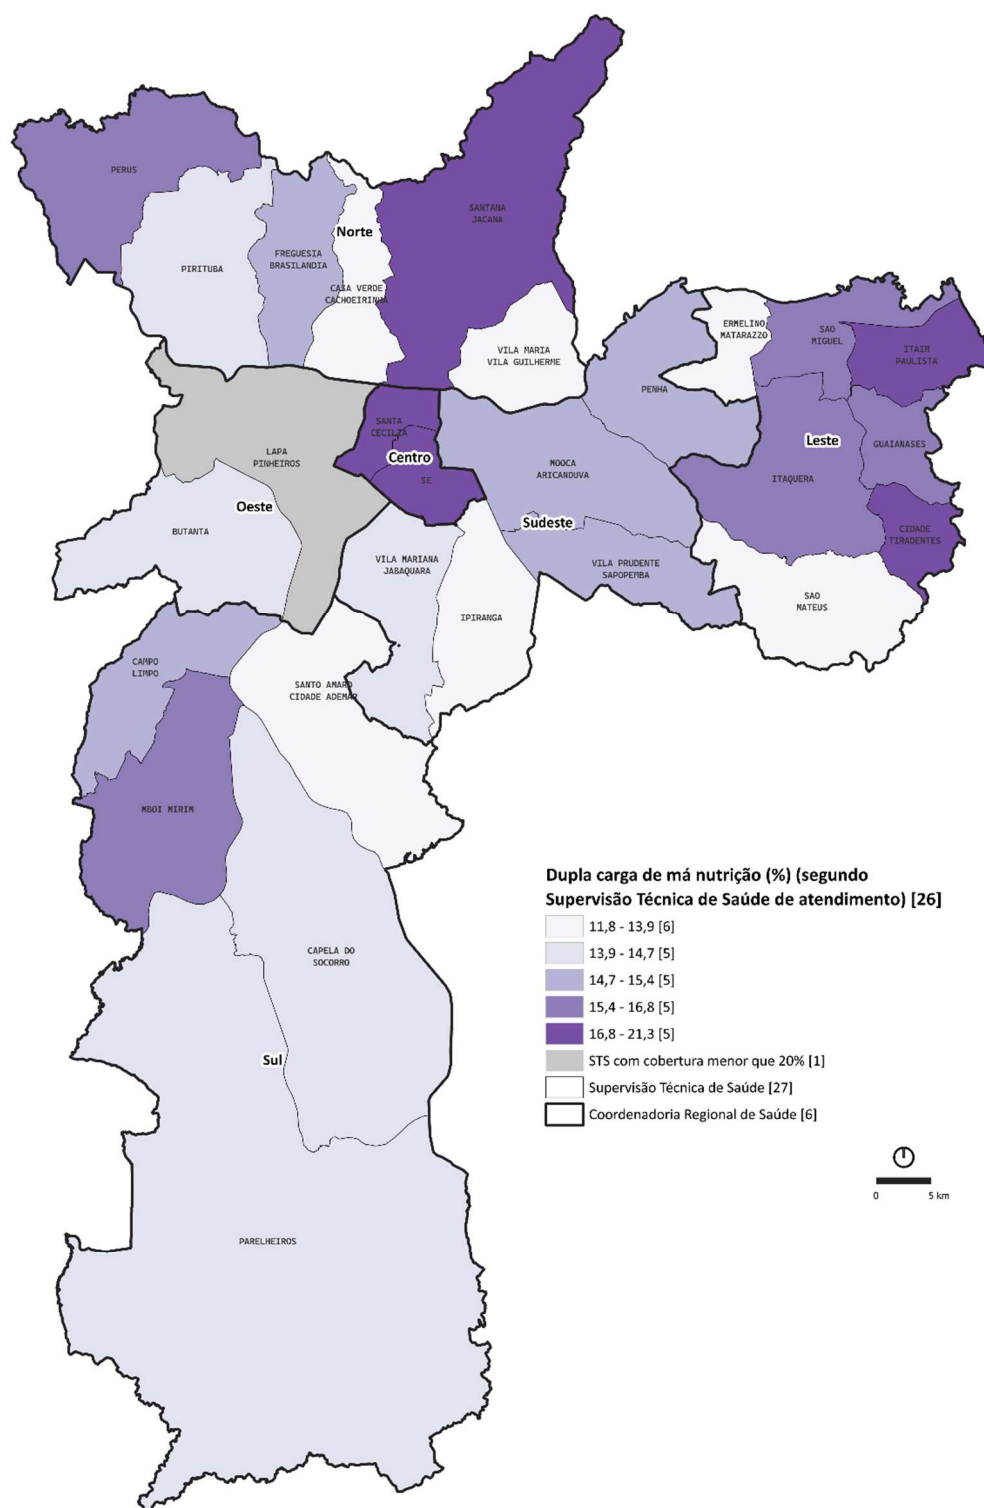 PERUS
SANTANA
JACANA
Norte
FREGUESIA
BRASILANDIA
PIRITUBA
CASA VERDE
CACHOEIRINHA
VILA MARIA
VILA GUILHERME
ERMELINO
MATARAZZO
SAO
MIGUEL
ITAIM
PAULISTA
PENHA
SANTA
CECILIA
Centro
SE
LAPA
PINHEIROS
MOOCA
ARICANDUVA
Leste
GUAIANASES
ITAQUERA
Oeste
BUTANTA
Sudeste
CIDADE
TIRADENTES
VILA MARIANA
JABAQUARA
VILA PRUDENTE
SAPOPEMBA
SAO
MATEUS
IPIRANGA
CAMPO
LIMPO
SANTO AMARO
CIDADE ADEMAR
MBOI MIRIM
CAPELA DO
SOCORRO
Sul
PARELHEIROS
Dupla carga de má nutrição (%) (segundo
Supervisão Técnica de Saúde de atendimento) [26]
11,8 - 13,9 [6]
13,9 - 14,7 [5]
14,7 - 15,4 [5]
15,4 - 16,8 [5]
16,8 - 21,3 [5]
STS com cobertura menor que 20% [1]
Supervisão Técnica de Saúde [27]
Coordenadoria Regional de Saúde [6]
0 5 km